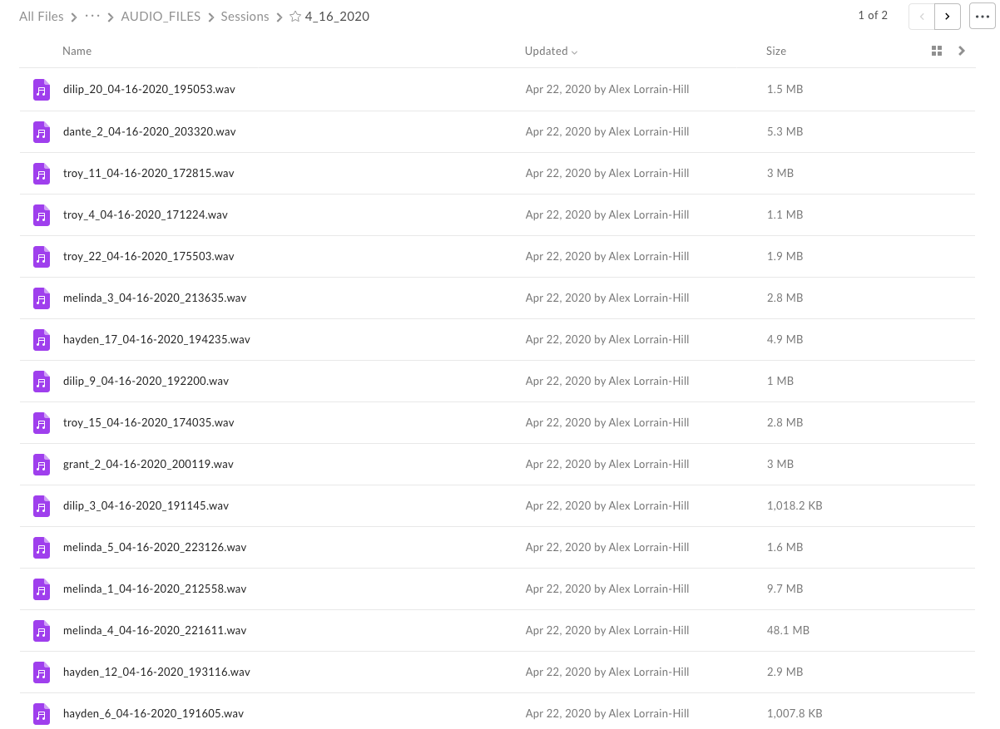 All Files > ··· > AUDIO_FILES > Sessions > ☆ 4_16_2020 1 of 2 < > ···
Name Updated Size
dilip_20_04-16-2020_195053.wav Apr 22, 2020 by Alex Lorrain-Hill 1.5 MB
dante_2_04-16-2020_203320.wav Apr 22, 2020 by Alex Lorrain-Hill 5.3 MB
troy_11_04-16-2020_172815.wav Apr 22, 2020 by Alex Lorrain-Hill 3 MB
troy_4_04-16-2020_171224.wav Apr 22, 2020 by Alex Lorrain-Hill 1.1 MB
troy_22_04-16-2020_175503.wav Apr 22, 2020 by Alex Lorrain-Hill 1.9 MB
melinda_3_04-16-2020_213635.wav Apr 22, 2020 by Alex Lorrain-Hill 2.8 MB
hayden_17_04-16-2020_194235.wav Apr 22, 2020 by Alex Lorrain-Hill 4.9 MB
dilip_9_04-16-2020_192200.wav Apr 22, 2020 by Alex Lorrain-Hill 1 MB
troy_15_04-16-2020_174035.wav Apr 22, 2020 by Alex Lorrain-Hill 2.8 MB
grant_2_04-16-2020_200119.wav Apr 22, 2020 by Alex Lorrain-Hill 3 MB
dilip_3_04-16-2020_191145.wav Apr 22, 2020 by Alex Lorrain-Hill 1,018.2 KB
melinda_5_04-16-2020_223126.wav Apr 22, 2020 by Alex Lorrain-Hill 1.6 MB
melinda_1_04-16-2020_212558.wav Apr 22, 2020 by Alex Lorrain-Hill 9.7 MB
melinda_4_04-16-2020_221611.wav Apr 22, 2020 by Alex Lorrain-Hill 48.1 MB
hayden_12_04-16-2020_193116.wav Apr 22, 2020 by Alex Lorrain-Hill 2.9 MB
hayden_6_04-16-2020_191605.wav Apr 22, 2020 by Alex Lorrain-Hill 1,007.8 KB